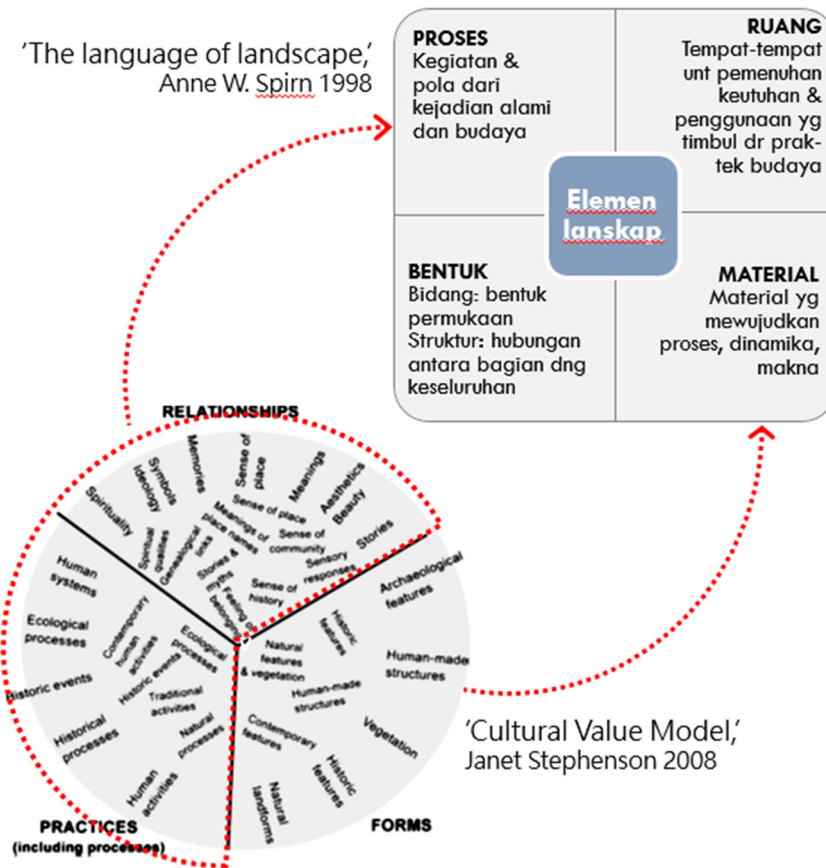 'The language of landscape,'
Anne W. Spirn 1998
PROSES
Kegiatan &
pola dari
kejadian alami
dan budaya
RUANG
Tempat-tempat
unt pemenuhan
keutuhan &
penggunaan yg
timbul dr prak-
tek budaya
Elemen
lanskap
BENTUK
Bidang: bentuk
permukaan
Struktur: hubungan
antara bagian dng
keseluruhan
MATERIAL
Material yg
mewujudkan
proses, dinamika,
makna
RELATIONSHIPS
Spirituality
Ideology
Symbols
Memories
Sense of
place
Meanings
Aesthetics
Beauty
Stories
Spiritual
qualities
Genealogical
links
Meanings of
place names
Sense of place
Sense of
community
Sensory
responses
Stories &
myths
Sense of
history
Feeling of
belonging
Human
systems
Ecological
processes
Historic events
Historical
processes
Human
activities
Contemporary
human
activities
Ecological
processes
Historic events
Traditional
activities
Natural
processes
PRACTICES
(including processes)
Archaeological
features
Human-made
structures
Vegetation
Historic
features
Natural
landforms
Historic
features
Natural
features
& vegetation
Human-made
structures
Contemporary
features
FORMS
'Cultural Value Model,'
Janet Stephenson 2008